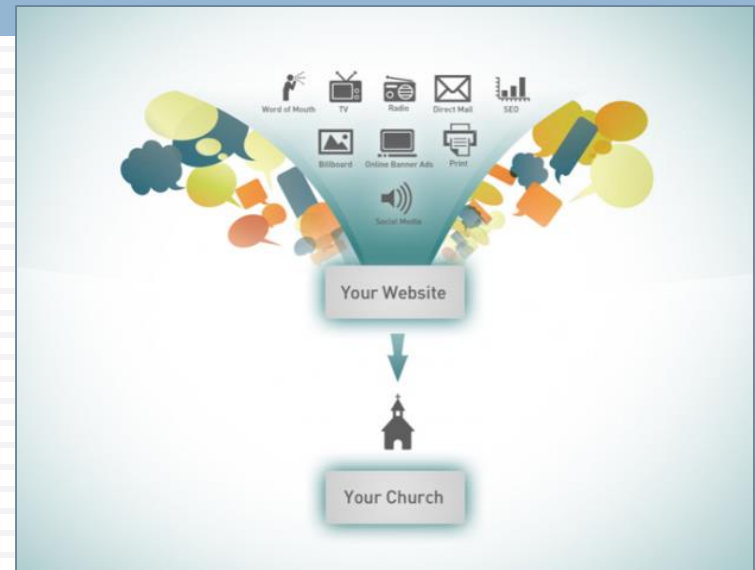 Word of Mouth TV Radio Direct Mail SEO
Billboard Online Banner Ads Print
Social Media
Your Website
Your Church